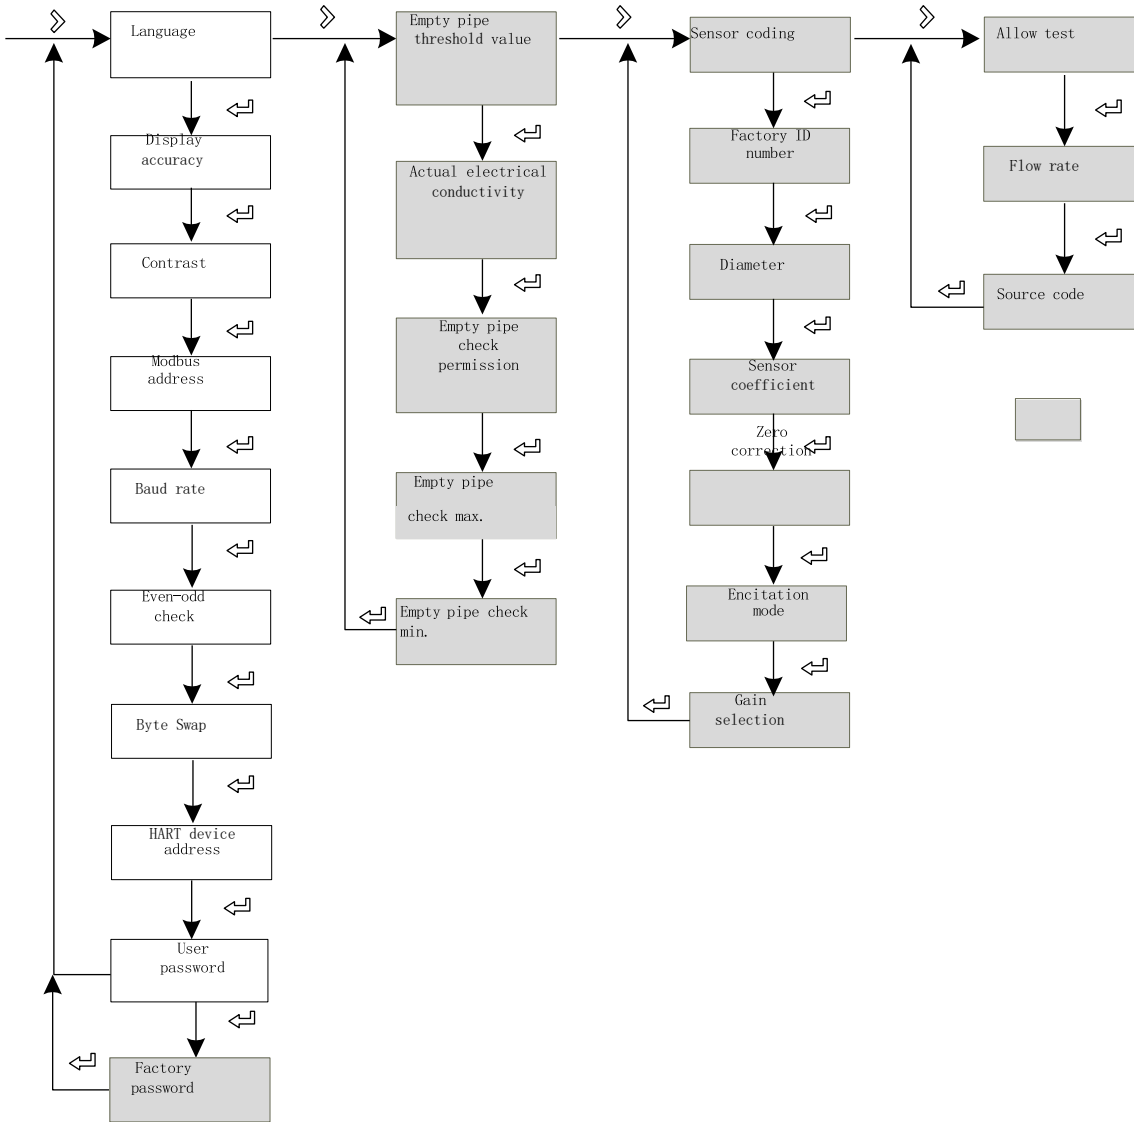 Language
Display
accuracy
Contrast
Modbus
address
Baud rate
Even-odd
check
Byte Swap
HART device
address
User
password
Factory
password
Empty pipe
threshold value
Actual electrical
conductivity
Empty pipe
check
permission
Empty pipe
check max.
Empty pipe check
min.
Sensor coding
Factory ID
number
Diameter
Sensor
coefficient
Zero
correction
Encitation
mode
Gain
selection
Allow test
Flow rate
Source code